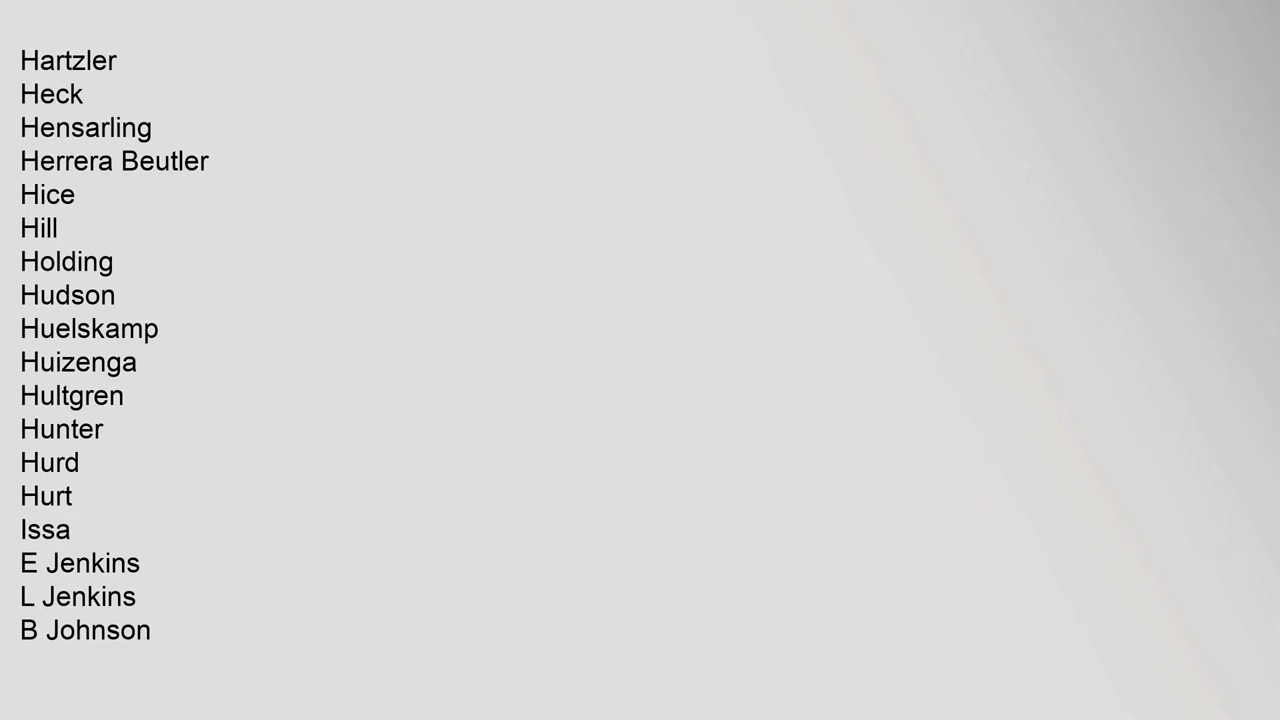 Hartzler
Heck
Hensarling
Herrera Beutler
Hice
Hill
Holding
Hudson
Huelskamp
Huizenga
Hultgren
Hunter
Hurd
Hurt
Issa
E Jenkins
L Jenkins
B Johnson